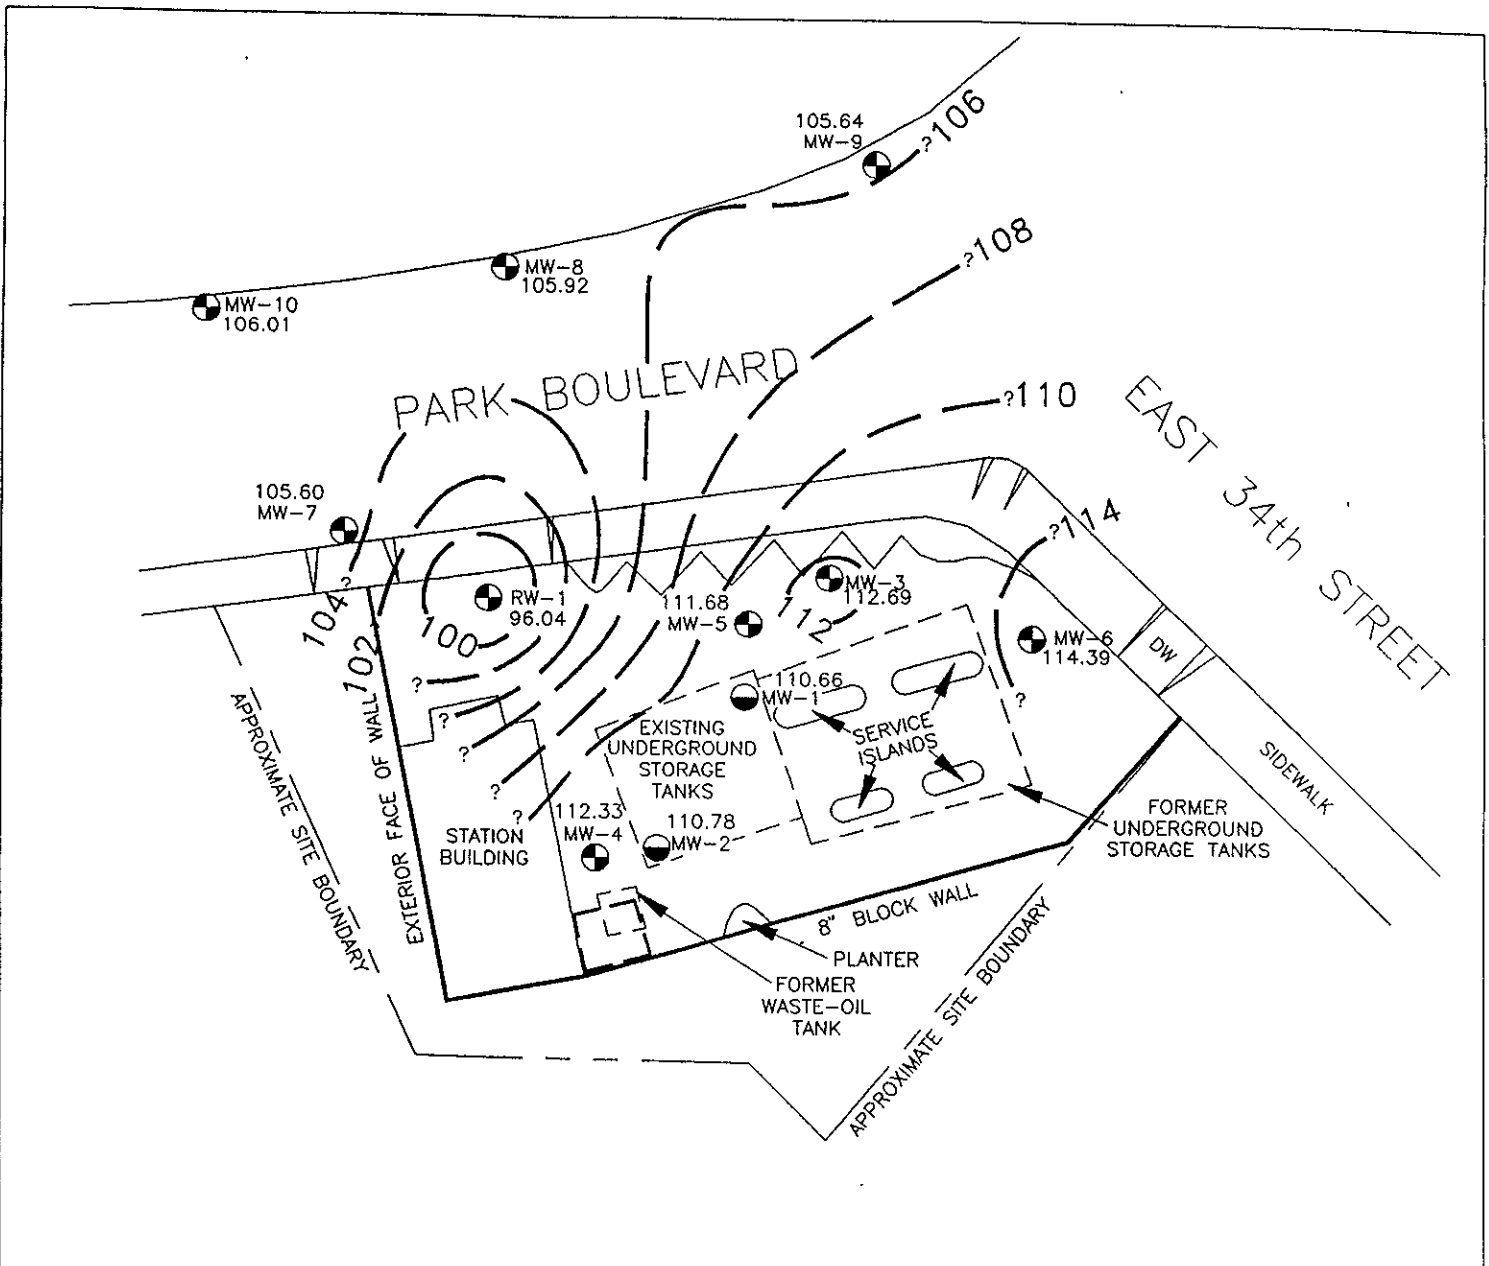 105.64
MW-9
?106
MW-8
105.92
?108
MW-10
106.01
PARK BOULEVARD
?110
EAST 34th STREET
105.60
MW-7
?114
?
104
RW-1
96.04
100
102
111.68
MW-5
112
MW-3
112.69
MW-6
114.39
DW
?
?
?
?
?
?
110.66
MW-1
EXISTING
UNDERGROUND
STORAGE
TANKS
SERVICE
ISLANDS
SIDEWALK
APPROXIMATE SITE BOUNDARY
EXTERIOR FACE OF WALL
STATION
BUILDING
112.33
MW-4
110.78
MW-2
FORMER
UNDERGROUND
STORAGE TANKS
8" BLOCK WALL
PLANTER
FORMER
WASTE-OIL
TANK
APPROXIMATE SITE BOUNDARY